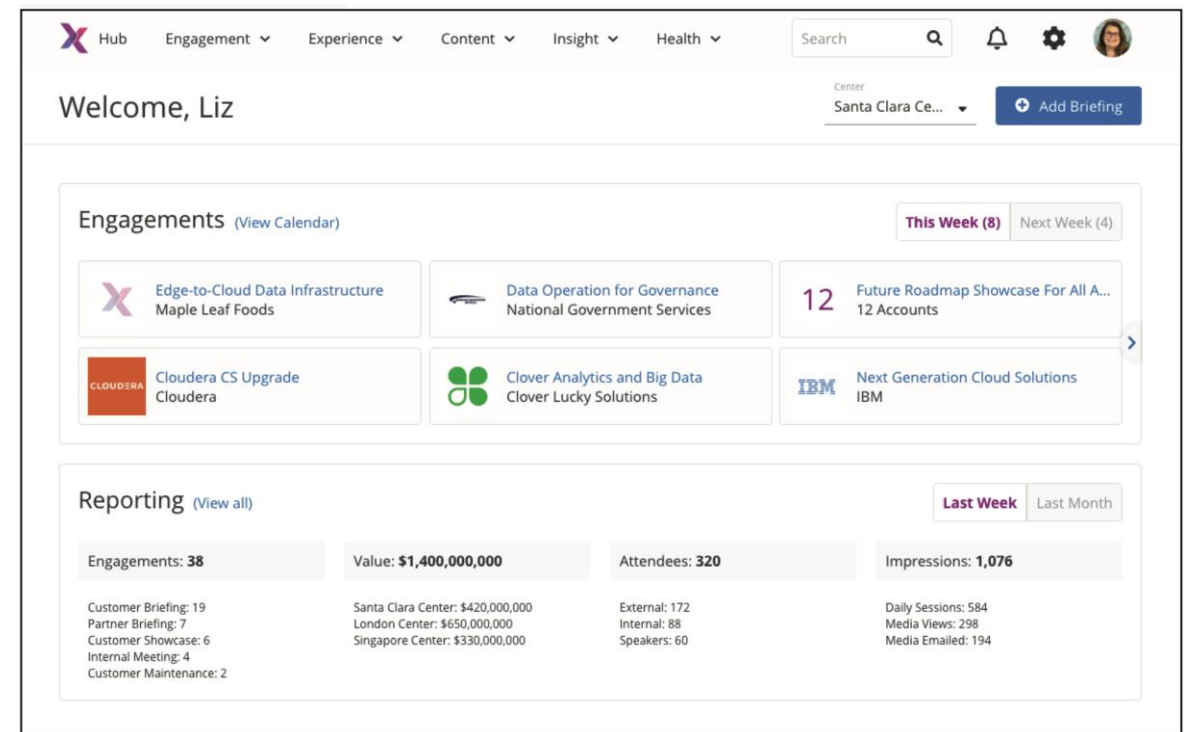 Hub
Engagement
Experience
Content
Insight
Health
Search
Welcome, Liz
Center
Santa Clara Ce...
Add Briefing
Engagements (View Calendar)
This Week (8)
Next Week (4)
Edge-to-Cloud Data Infrastructure
Maple Leaf Foods
Data Operation for Governance
National Government Services
12
Future Roadmap Showcase For All A...
12 Accounts
CLOUDERA
Cloudera CS Upgrade
Cloudera
Clover Analytics and Big Data
Clover Lucky Solutions
IBM
Next Generation Cloud Solutions
IBM
Reporting (View all)
Last Week
Last Month
Engagements: 38
Customer Briefing: 19
Partner Briefing: 7
Customer Showcase: 6
Internal Meeting: 4
Customer Maintenance: 2
Value: $1,400,000,000
Santa Clara Center: $420,000,000
London Center: $650,000,000
Singapore Center: $330,000,000
Attendees: 320
External: 172
Internal: 88
Speakers: 60
Impressions: 1,076
Daily Sessions: 584
Media Views: 298
Media Emailed: 194